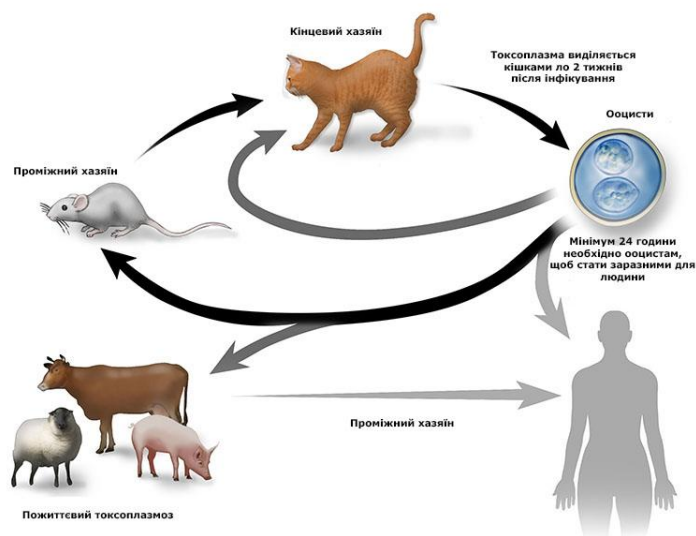 Кінцевий хазяїн
Токсоплазма виділяється
кішками ло 2 тижнів
після інфікування
Ооцисти
Проміжний хазяїн
Мінімум 24 години
необхідно ооцистам,
щоб стати заразними для
людини
Проміжний хазяїн
Пожиттєвий токсоплазмоз